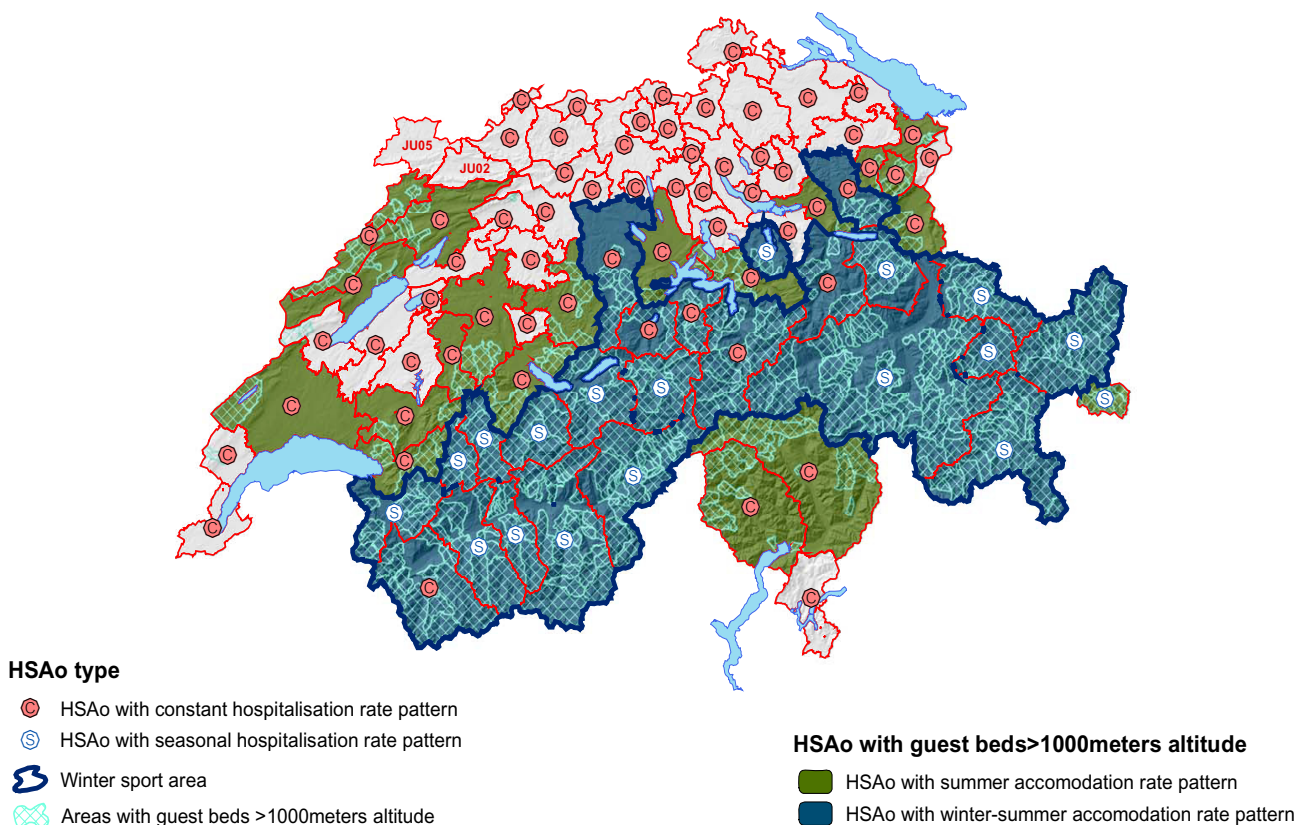 JU05
JU02
HSAo type
C HSAo with constant hospitalisation rate pattern
S HSAo with seasonal hospitalisation rate pattern
Winter sport area
Areas with guest beds >1000meters altitude
HSAo with guest beds>1000meters altitude
HSAo with summer accomodation rate pattern
HSAo with winter-summer accomodation rate pattern